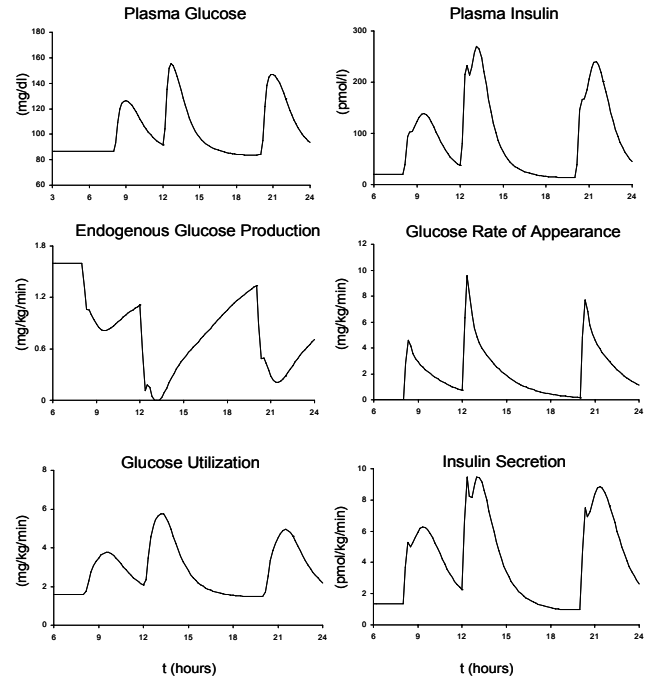 Plasma Glucose
(mg/dl)
180
160
140
120
100
80
60
3 6 9 12 15 18 21 24
Plasma Insulin
(pmol/l)
300
200
100
0
6 9 12 15 18 21 24
Endogenous Glucose Production
(mg/kg/min)
1.8
1.2
0.6
0
6 9 12 15 18 21 24
Glucose Rate of Appearance
(mg/kg/min)
12
10
8
6
4
2
0
6 9 12 15 18 21 24
Glucose Utilization
(mg/kg/min)
8
6
4
2
0
6 9 12 15 18 21 24
t (hours)
Insulin Secretion
(pmol/kg/min)
10
8
6
4
2
0
6 9 12 15 18 21 24
t (hours)